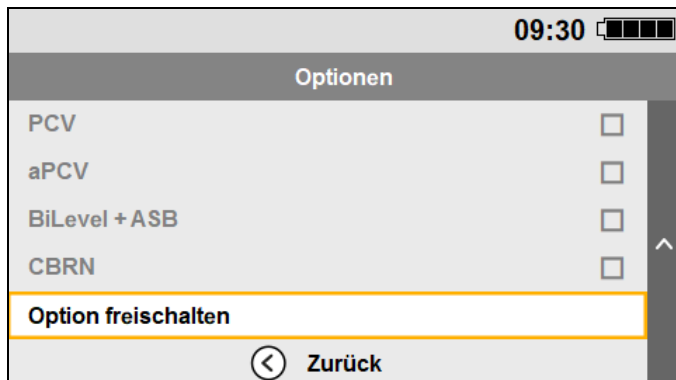 09:30
Optionen
PCV
aPCV
BiLevel + ASB
CBRN
Option freischalten
Zurück